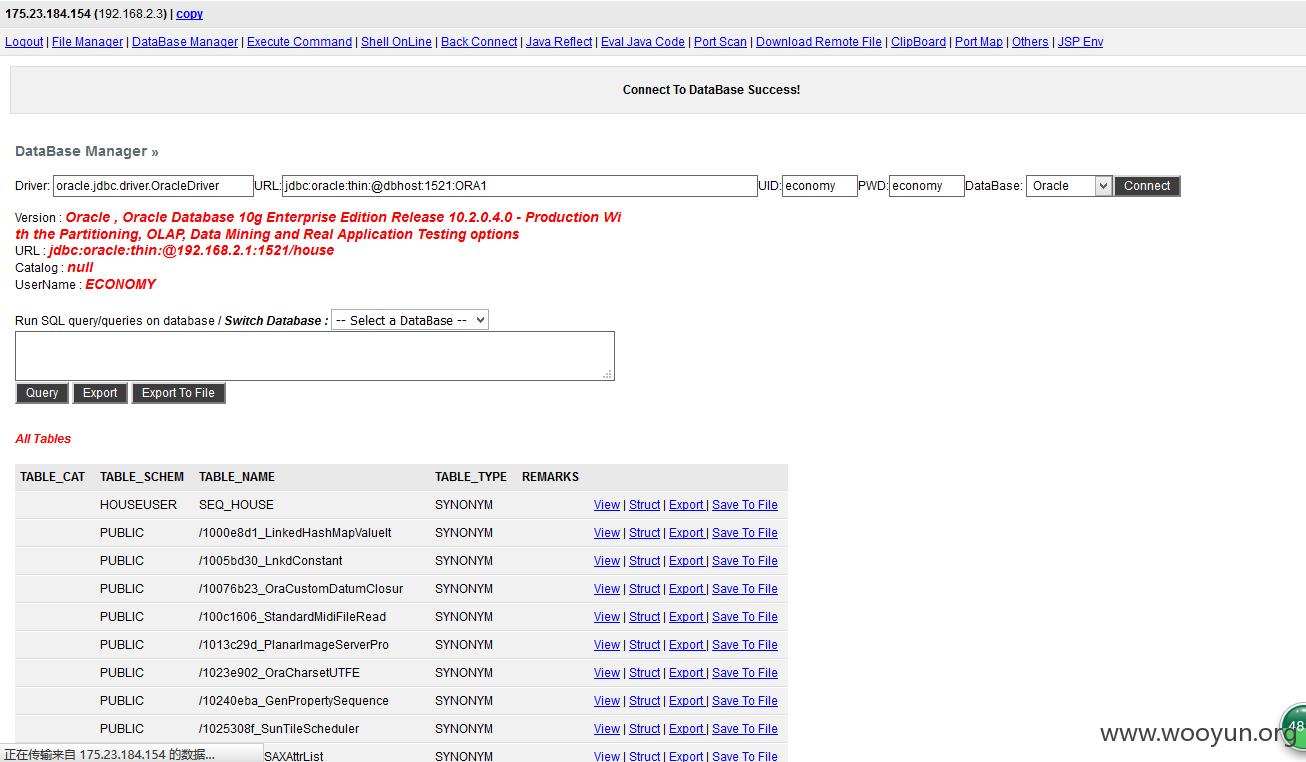 175.23.184.154 (192.168.2.3) | copy
Logout | File Manager | DataBase Manager | Execute Command | Shell OnLine | Back Connect | Java Reflect | Eval Java Code | Port Scan | Download Remote File | ClipBoard | Port Map | Others | JSP Env
Connect To DataBase Success!
DataBase Manager »
Driver: oracle.jdbc.driver.OracleDriver URL: jdbc:oracle:thin:@dbhost:1521:ORA1 UID: economy PWD: economy DataBase: Oracle Connect
Version : Oracle , Oracle Database 10g Enterprise Edition Release 10.2.0.4.0 - Production Wi
th the Partitioning, OLAP, Data Mining and Real Application Testing options
URL : jdbc:oracle:thin:@192.168.2.1:1521/house
Catalog : null
UserName : ECONOMY
Run SQL query/queries on database / Switch Database : -- Select a DataBase --
Query Export Export To File
All Tables
TABLE_CAT TABLE_SCHEM TABLE_NAME TABLE_TYPE REMARKS
HOUSEUSER SEQ_HOUSE SYNONYM View | Struct | Export | Save To File
PUBLIC /1000e8d1_LinkedHashMapValueIt SYNONYM View | Struct | Export | Save To File
PUBLIC /1005bd30_LnkdConstant SYNONYM View | Struct | Export | Save To File
PUBLIC /10076b23_OraCustomDatumClosur SYNONYM View | Struct | Export | Save To File
PUBLIC /100c1606_StandardMidiFileRead SYNONYM View | Struct | Export | Save To File
PUBLIC /1013c29d_PlanarImageServerPro SYNONYM View | Struct | Export | Save To File
PUBLIC /1023e902_OraCharsetUTFE SYNONYM View | Struct | Export | Save To File
PUBLIC /10240eba_GenPropertySequence SYNONYM View | Struct | Export | Save To File
PUBLIC /1025308f_SunTileScheduler SYNONYM View | Struct | Export | Save To File
SAXAttrList SYNONYM View | Struct | Export | Save To File
正在传输来自 175.23.184.154 的数据...
48
www.wooyun.org